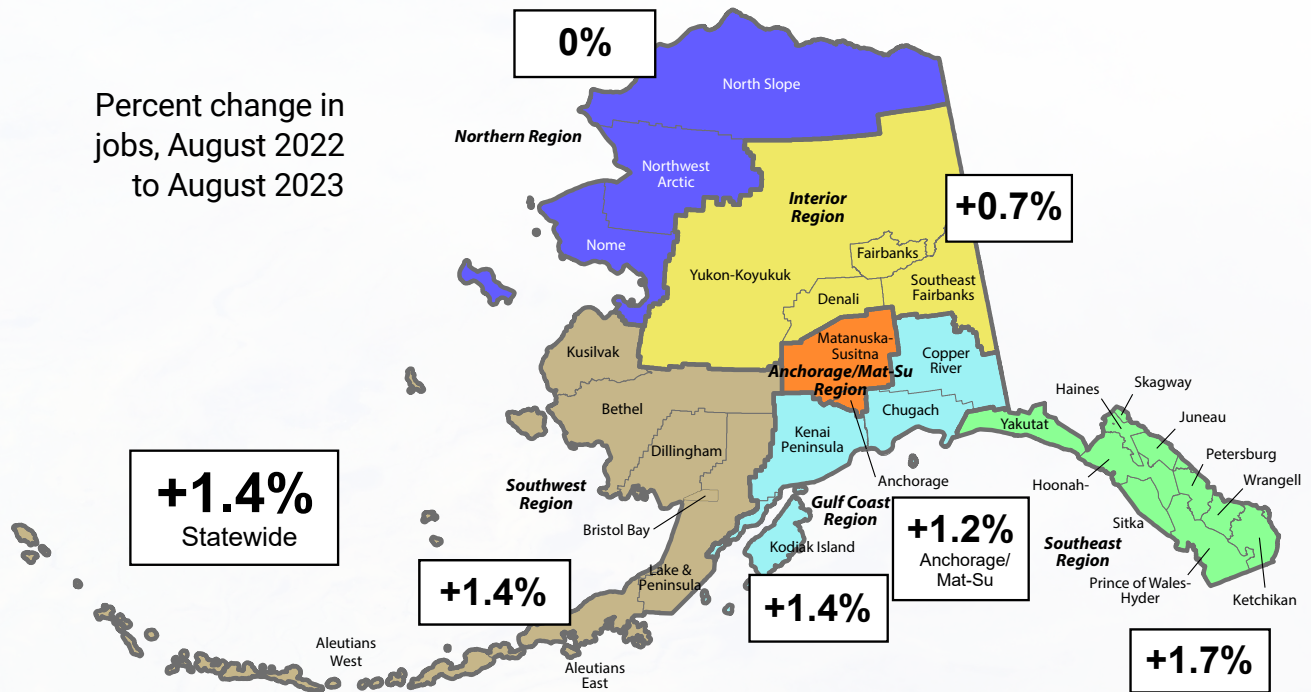 0%
North Slope
Percent change in
jobs, August 2022
to August 2023
Northern Region
Northwest
Arctic
Interior
Region
+0.7%
Nome
Fairbanks
Yukon-Koyukuk
Southeast
Fairbanks
Denali
Kusilvak
Matanuska-
Susitna
Anchorage/Mat-Su
Region
Copper
River
Bethel
Chugach
Kenai
Peninsula
Dillingham
Yakutat
Haines
Skagway
Juneau
Petersburg
Wrangell
Hoonah-
Sitka
Southeast
Region
Prince of Wales-
Hyder
Ketchikan
+1.7%
+1.4%
Statewide
Southwest
Region
Bristol Bay
Anchorage
Gulf Coast
Region
Kodiak Island
+1.2%
Anchorage/
Mat-Su
Lake &
Peninsula
+1.4%
+1.4%
Aleutians
West
Aleutians
East